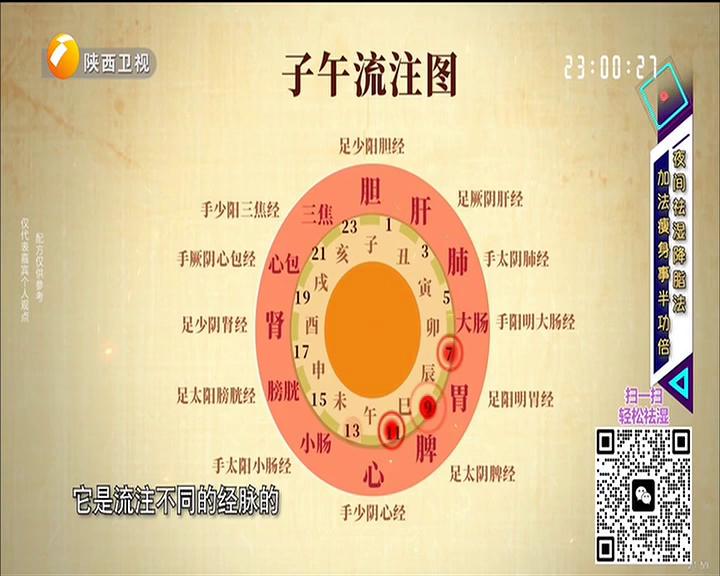 陕西卫视
子午流注图
23:00:27
夜间祛湿降脂法
加法瘦身事半功倍
配方仅供参考
仅代表嘉宾个人观点
足少阳胆经
手少阳三焦经
足厥阴肝经
手厥阴心包经
手太阴肺经
足少阴肾经
手阳明大肠经
足太阳膀胱经
足阳明胃经
手太阳小肠经
足太阴脾经
手少阴心经
胆
肝
肺
大肠
胃
脾
心
小肠
膀胱
肾
心包
三焦
23
1
3
5
7
9
11
13
15
17
19
21
子
丑
寅
卯
辰
巳
午
未
申
酉
戌
亥
扫一扫
轻松祛湿
它是流注不同的经脉的